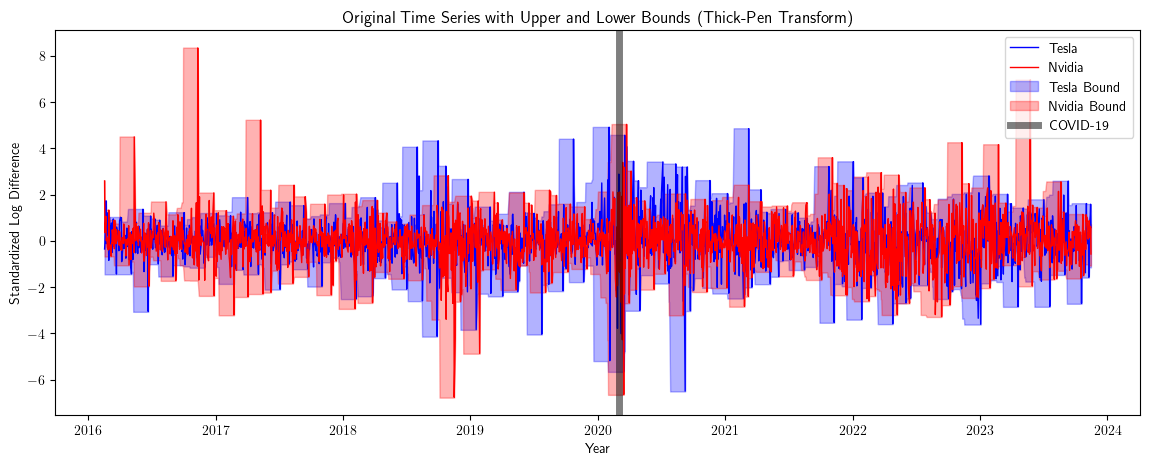 Original Time Series with Upper and Lower Bounds (Thick-Pen Transform)
Standardized Log Difference
8
6
4
2
0
−2
−4
−6
Tesla
Nvidia
Tesla Bound
Nvidia Bound
COVID-19
2016 2017 2018 2019 2020 2021 2022 2023 2024
Year